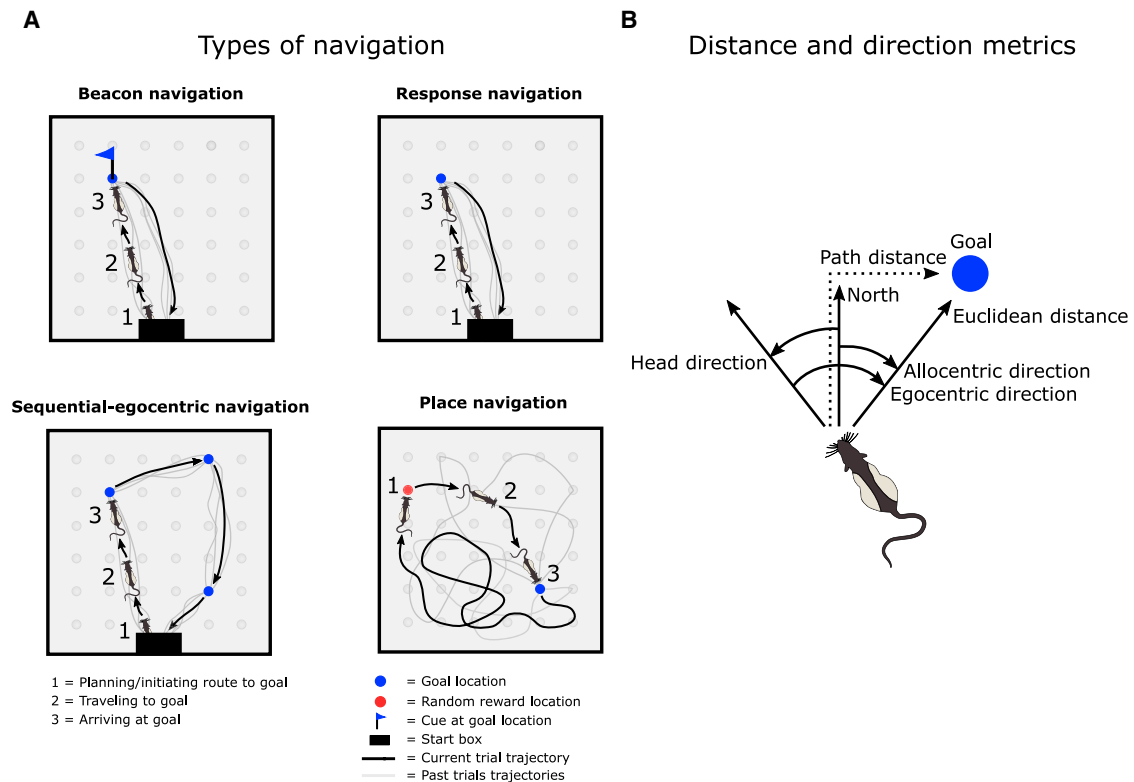 A
Types of navigation
Beacon navigation
3
2
1
Response navigation
3
2
1
Sequential-egocentric navigation
3
2
1
Place navigation
1
2
3
1 = Planning/initiating route to goal
2 = Traveling to goal
3 = Arriving at goal
= Goal location
= Random reward location
= Cue at goal location
= Start box
= Current trial trajectory
= Past trials trajectories
B
Distance and direction metrics
Goal
Path distance
North
Euclidean distance
Head direction
Allocentric direction
Egocentric direction